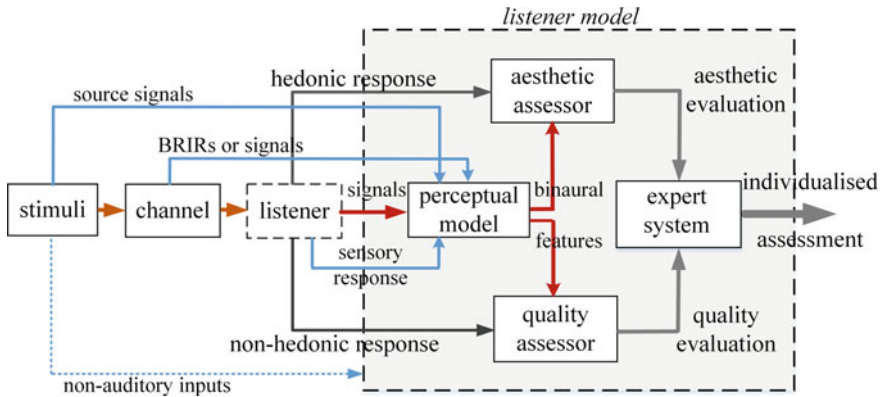 listener model
hedonic response
aesthetic
assessor
aesthetic
evaluation
source signals
BRIRs or signals
stimuli
channel
listener
signals
perceptual
model
binaural
features
expert
system
individualised
assessment
sensory
response
non-hedonic response
quality
assessor
quality
evaluation
non-auditory inputs